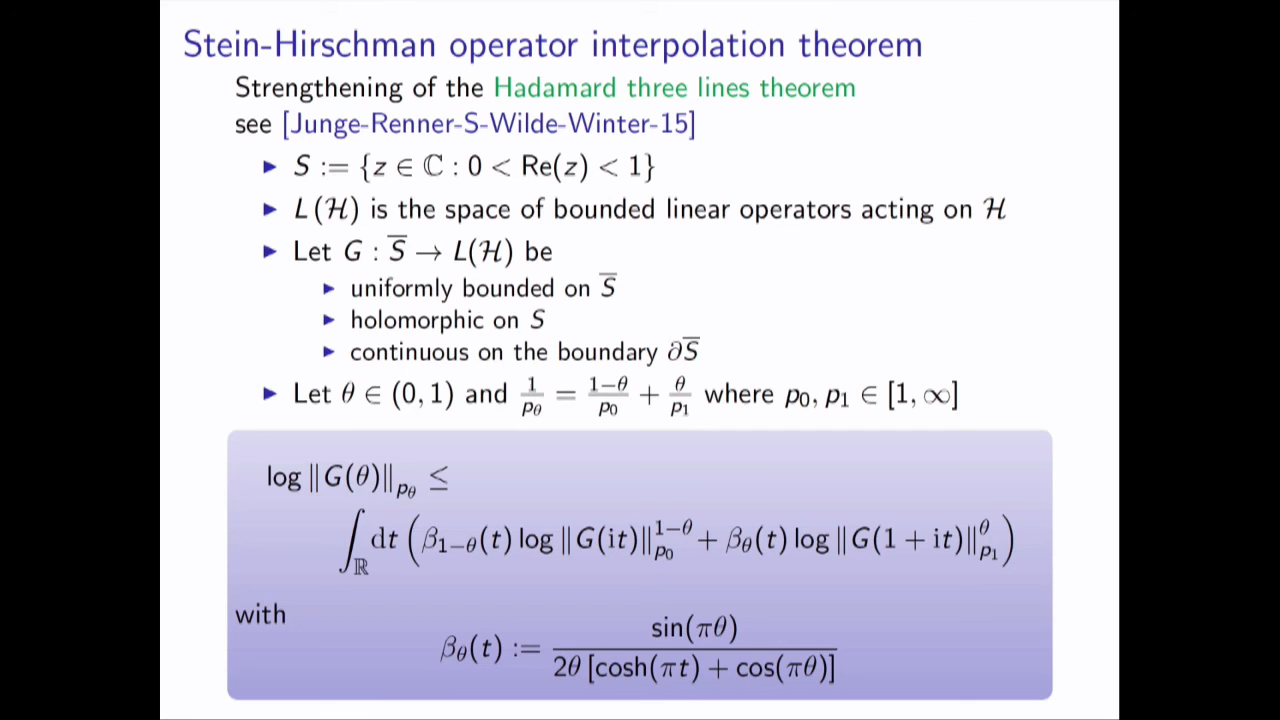 Stein-Hirschman operator interpolation theorem
Strengthening of the Hadamard three lines theorem
see [Junge-Renner-S-Wilde-Winter-15]
▶ S := {z ∈ ℂ : 0 < Re(z) < 1}
▶ L(ℋ) is the space of bounded linear operators acting on ℋ
▶ Let G : S̅ → L(ℋ) be
▶ uniformly bounded on S̅
▶ holomorphic on S
▶ continuous on the boundary ∂S̅
▶ Let θ ∈ (0, 1) and 1/p_θ = (1−θ)/p_0 + θ/p_1 where p_0, p_1 ∈ [1, ∞]
log ‖G(θ)‖_{p_θ} ≤
∫_ℝ dt (β_{1−θ}(t) log ‖G(it)‖_{p_0}^{1−θ} + β_θ(t) log ‖G(1 + it)‖_{p_1}^{θ})
with
β_θ(t) := sin(πθ) / 2θ [cosh(πt) + cos(πθ)]